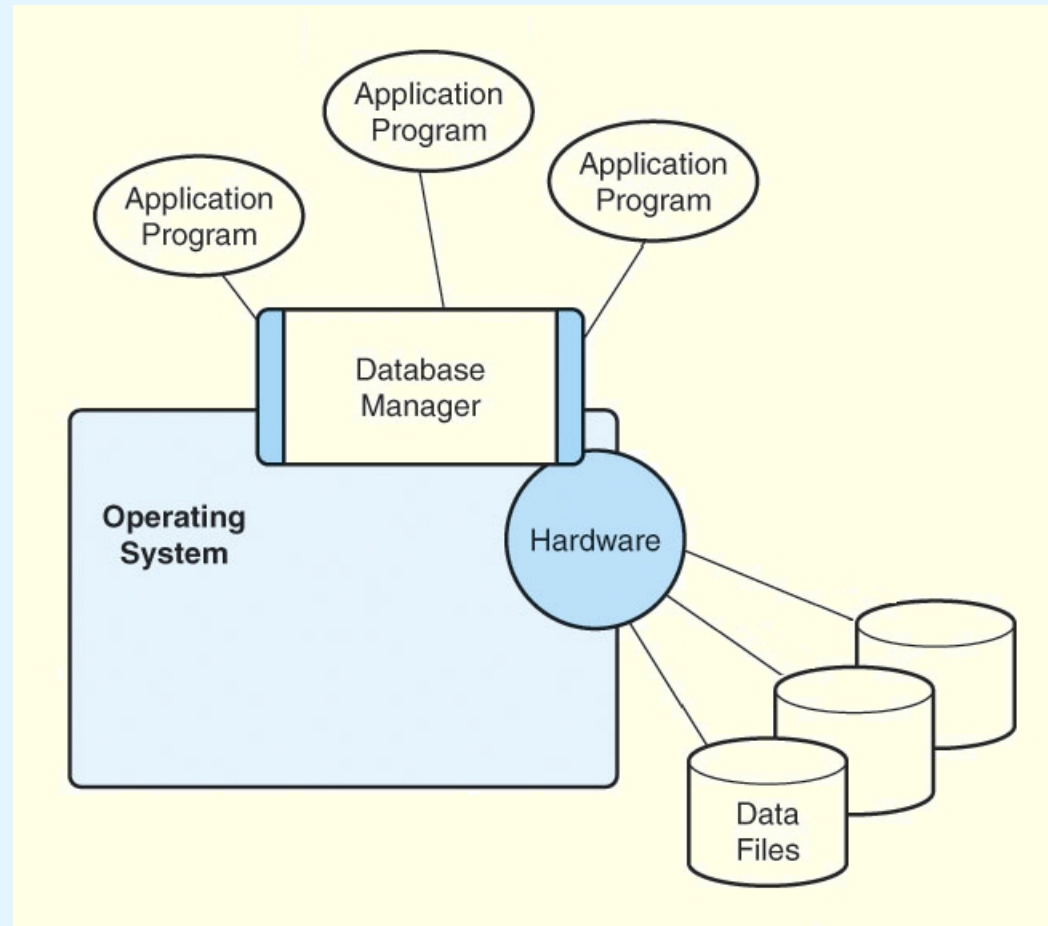 Application
Program
Application
Program
Application
Program
Database
Manager
Operating
System
Hardware
Data
Files